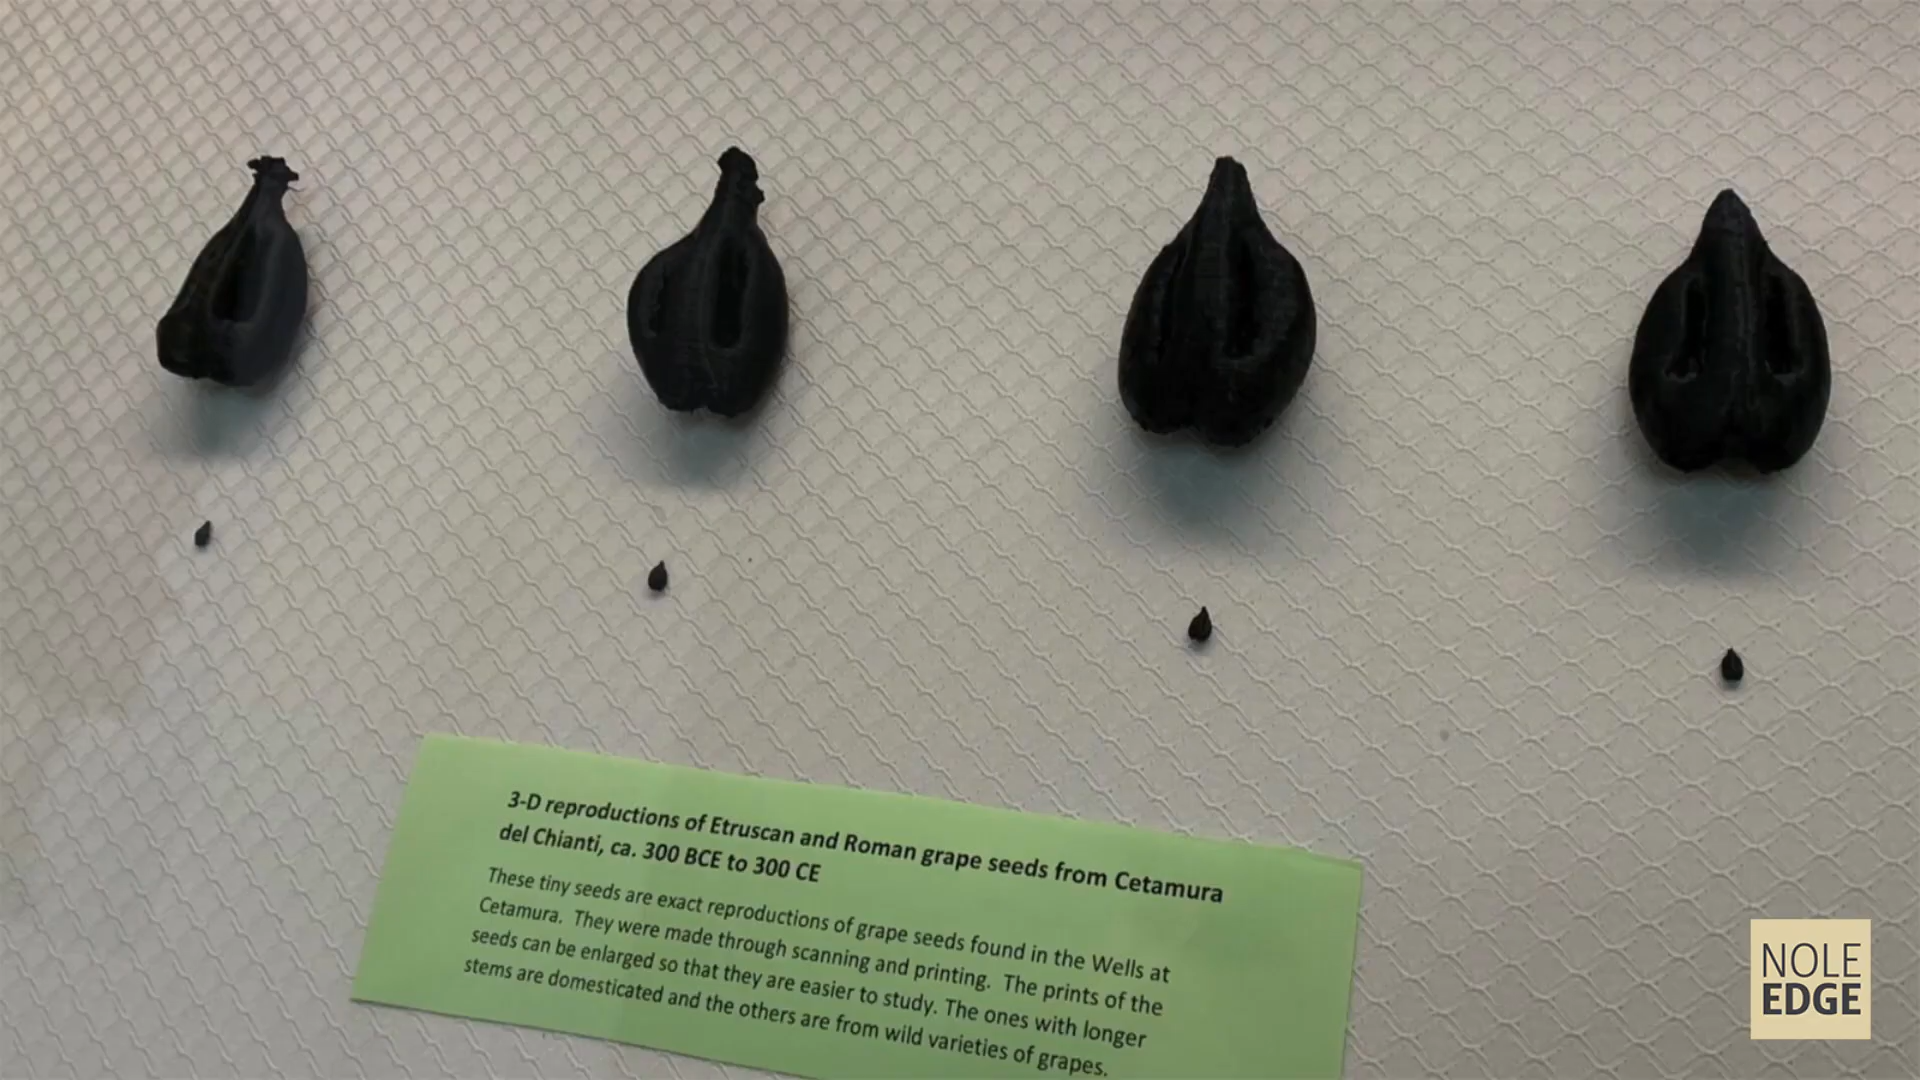 3-D reproductions of Etruscan and Roman grape seeds from Cetamura
del Chianti, ca. 300 BCE to 300 CE
These tiny seeds are exact reproductions of grape seeds found in the Wells at
Cetamura. They were made through scanning and printing. The prints of the
seeds can be enlarged so that they are easier to study. The ones with longer
stems are domesticated and the others are from wild varieties of grapes.
NOLE
EDGE